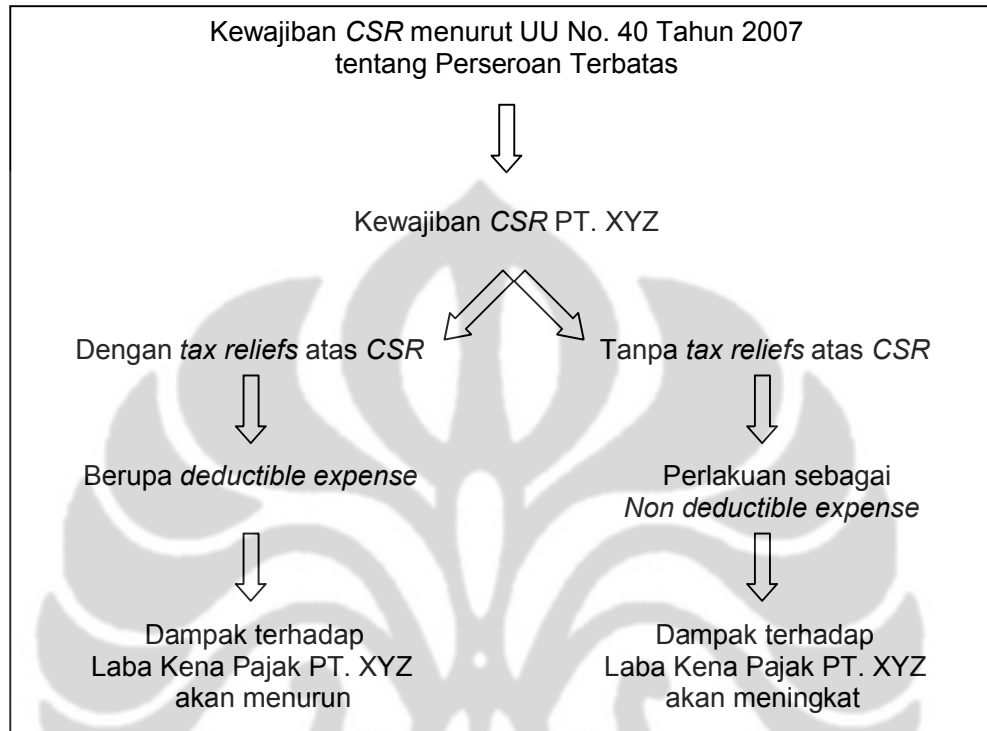 Kewajiban CSR menurut UU No. 40 Tahun 2007
tentang Perseroan Terbatas
Kewajiban CSR PT. XYZ
Dengan tax reliefs atas CSR
Tanpa tax reliefs atas CSR
Berupa deductible expense
Perlakuan sebagai
Non deductible expense
Dampak terhadap
Laba Kena Pajak PT. XYZ
akan menurun
Dampak terhadap
Laba Kena Pajak PT. XYZ
akan meningkat